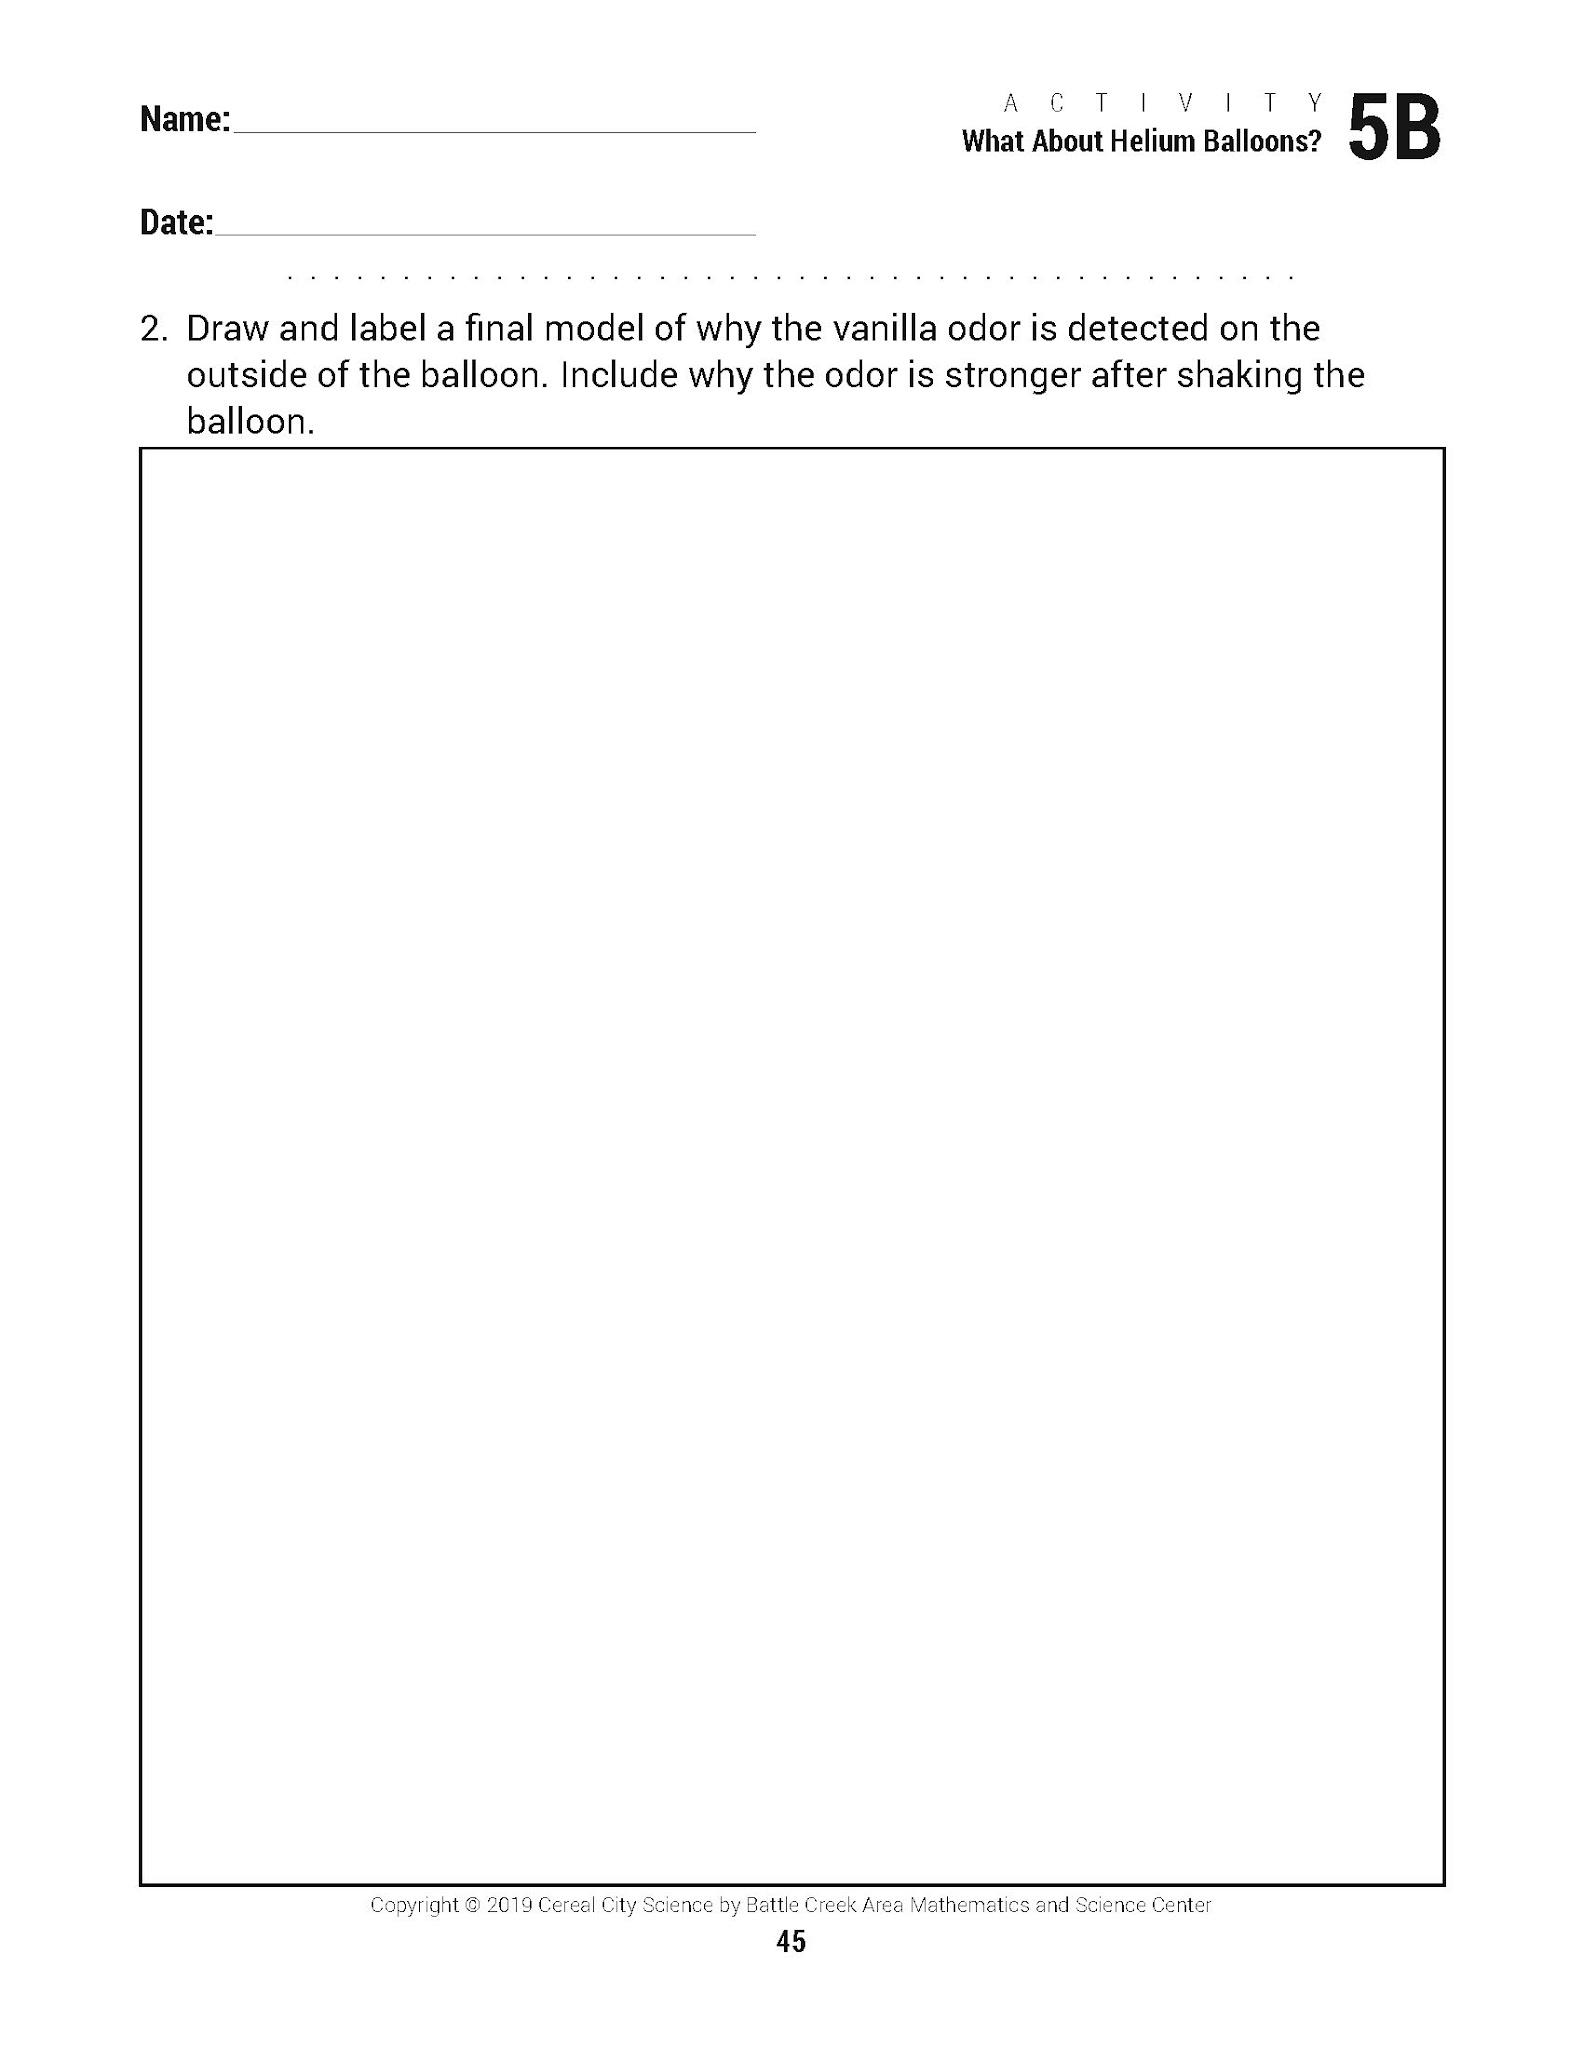 Name:
ACTIVITY 5B
What About Helium Balloons?
Date:
2. Draw and label a final model of why the vanilla odor is detected on the
outside of the balloon. Include why the odor is stronger after shaking the
balloon.
Copyright © 2019 Cereal City Science by Battle Creek Area Mathematics and Science Center
45